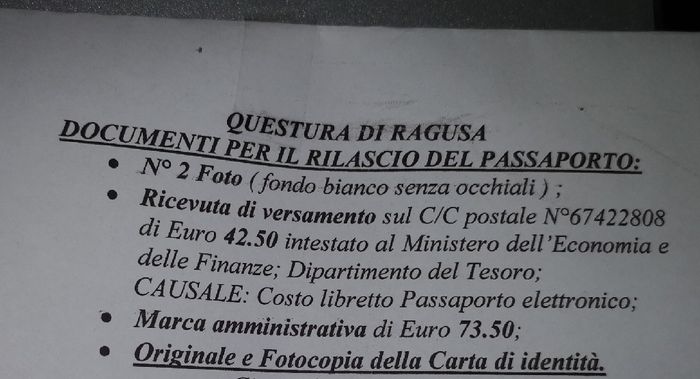 QUESTURA DI RAGUSA
DOCUMENTI PER IL RILASCIO DEL PASSAPORTO:
• N° 2 Foto (fondo bianco senza occhiali) ;
• Ricevuta di versamento sul C/C postale N°67422808
di Euro 42.50 intestato al Ministero dell'Economia e
delle Finanze; Dipartimento del Tesoro;
CAUSALE: Costo libretto Passaporto elettronico;
• Marca amministrativa di Euro 73.50;
• Originale e Fotocopia della Carta di identità.